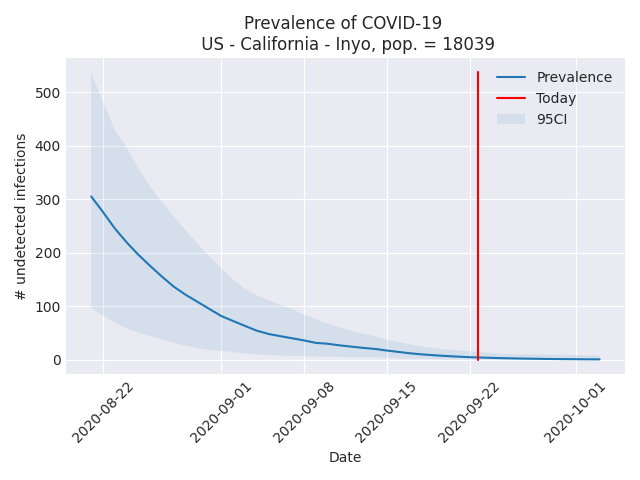 Prevalence of COVID-19
US - California - Inyo, pop. = 18039
Prevalence
Today
95CI
# undetected infections
500
400
300
200
100
0
2020-08-22
2020-09-01
2020-09-08
2020-09-15
2020-09-22
2020-10-01
Date